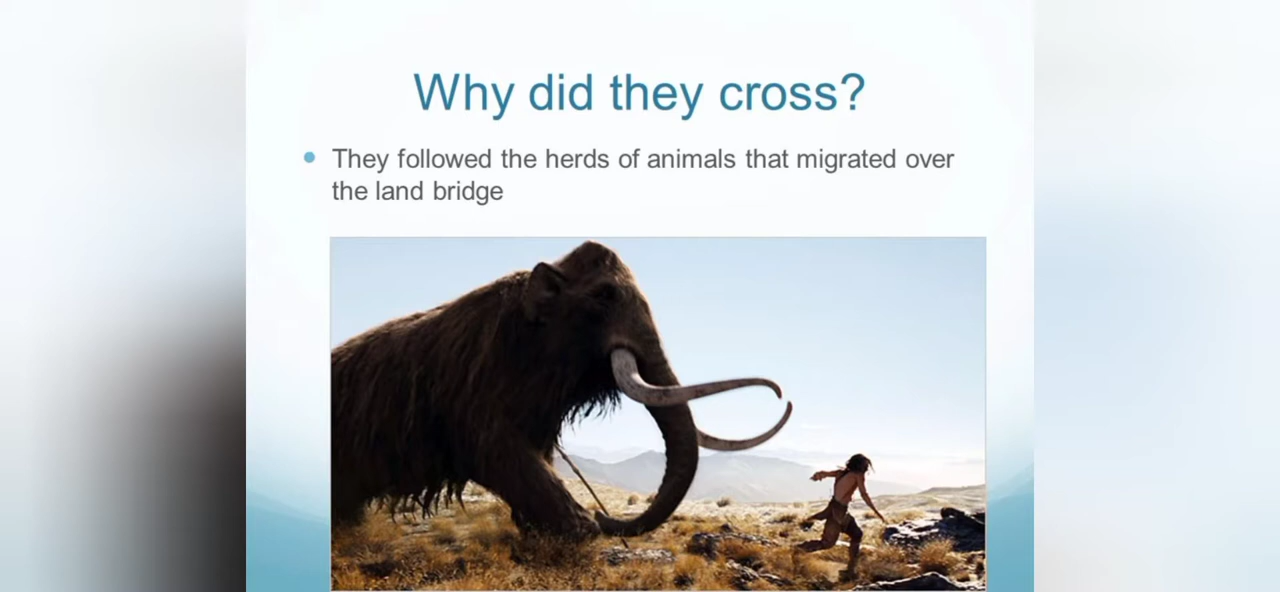 Why did they cross?
They followed the herds of animals that migrated over
the land bridge